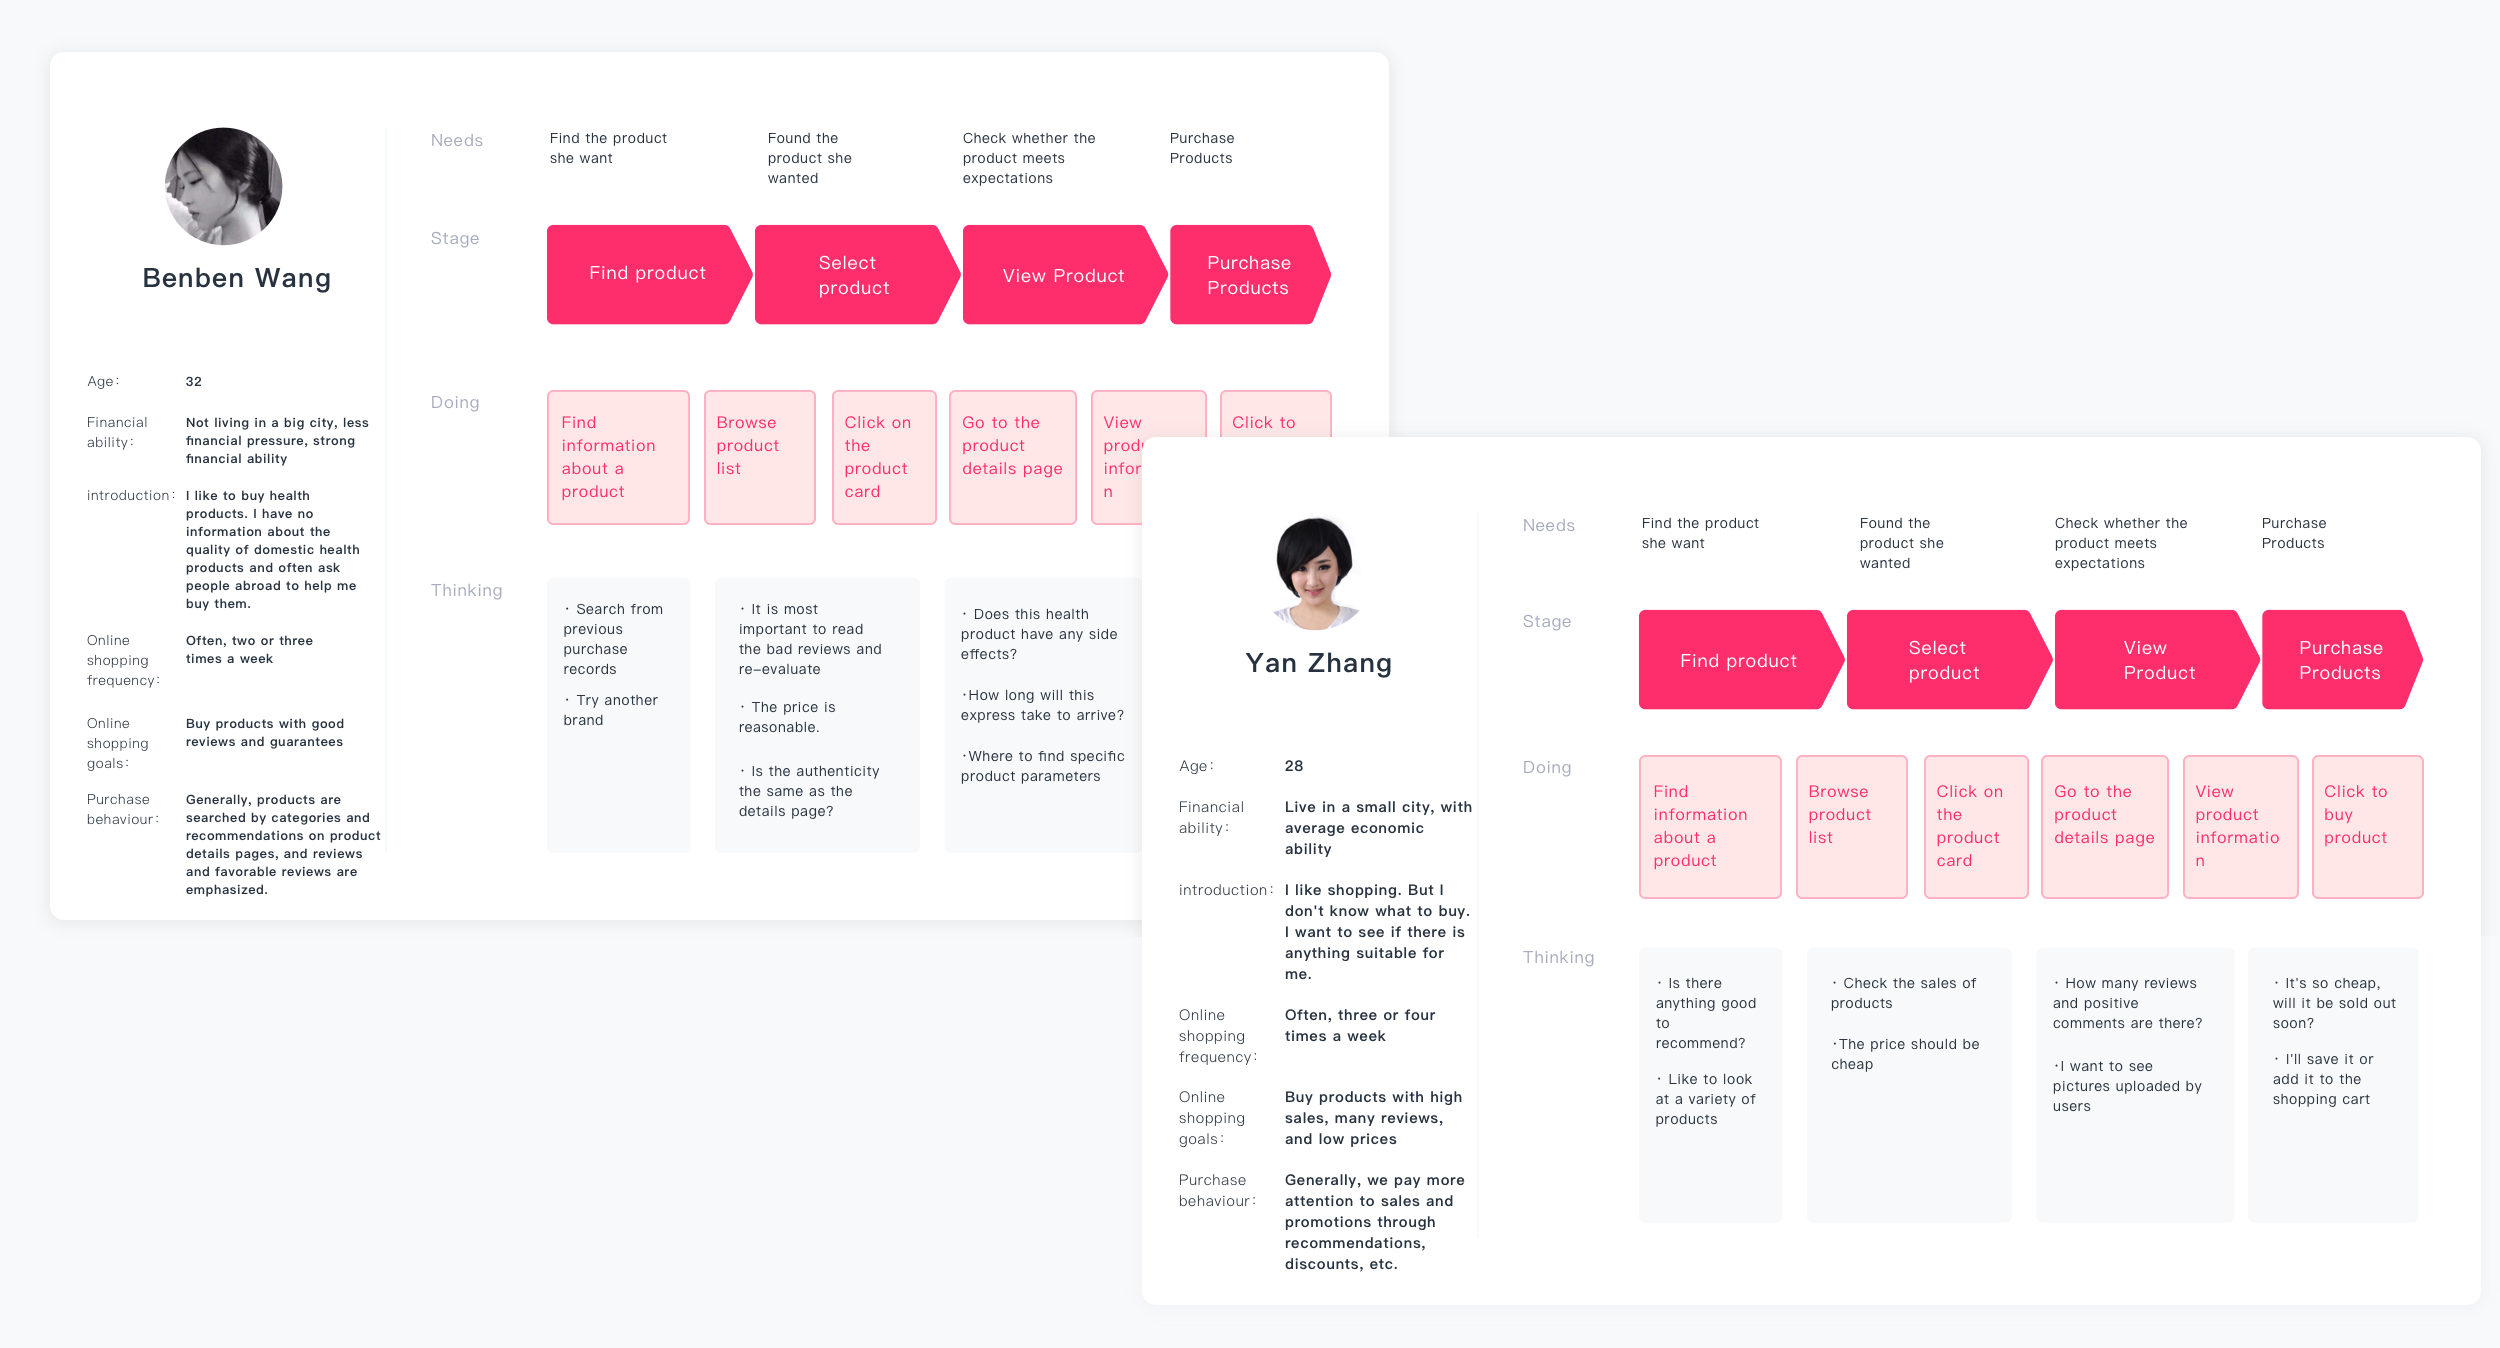 Benben Wang
Age:
32
Financial
ability:
Not living in a big city, less
financial pressure, strong
financial ability
introduction:
I like to buy health
products. I have no
information about the
quality of domestic health
products and often ask
people abroad to help me
buy them.
Online
shopping
frequency:
Often, two or three
times a week
Online
shopping
goals:
Buy products with good
reviews and guarantees
Purchase
behaviour:
Generally, products are
searched by categories and
recommendations on product
details pages, and reviews
and favorable reviews are
emphasized.
Needs
Find the product
she want
Found the
product she
wanted
Check whether the
product meets
expectations
Purchase
Products
Stage
Find product
Select
product
View Product
Purchase
Products
Doing
Find
information
about a
product
Browse
product
list
Click on
the
product
card
Go to the
product
details page
View
n
Click to
Thinking
· Search from
previous
purchase
records
· Try another
brand
· It is most
important to read
the bad reviews and
re-evaluate
· The price is
reasonable.
· Is the authenticity
the same as the
details page?
· Does this health
product have any side
effects?
·How long will this
express take to arrive?
·Where to find specific
product parameters
Yan Zhang
Age:
28
Financial
ability:
Live in a small city, with
average economic
ability
introduction:
I like shopping. But I
don't know what to buy.
I want to see if there is
anything suitable for
me.
Online
shopping
frequency:
Often, three or four
times a week
Online
shopping
goals:
Buy products with high
sales, many reviews,
and low prices
Purchase
behaviour:
Generally, we pay more
attention to sales and
promotions through
recommendations,
discounts, etc.
Needs
Find the product
she want
Found the
product she
wanted
Check whether the
product meets
expectations
Purchase
Products
Stage
Find product
Select
product
View
Product
Purchase
Products
Doing
Find
information
about a
product
Browse
product
list
Click on
the
product
card
Go to the
product
details page
View
product
informatio
n
Click to
buy
product
Thinking
· Is there
anything good
to
recommend?
· Like to look
at a variety of
products
· Check the sales of
products
·The price should be
cheap
· How many reviews
and positive
comments are there?
·I want to see
pictures uploaded by
users
· It's so cheap,
will it be sold out
soon?
· I'll save it or
add it to the
shopping cart